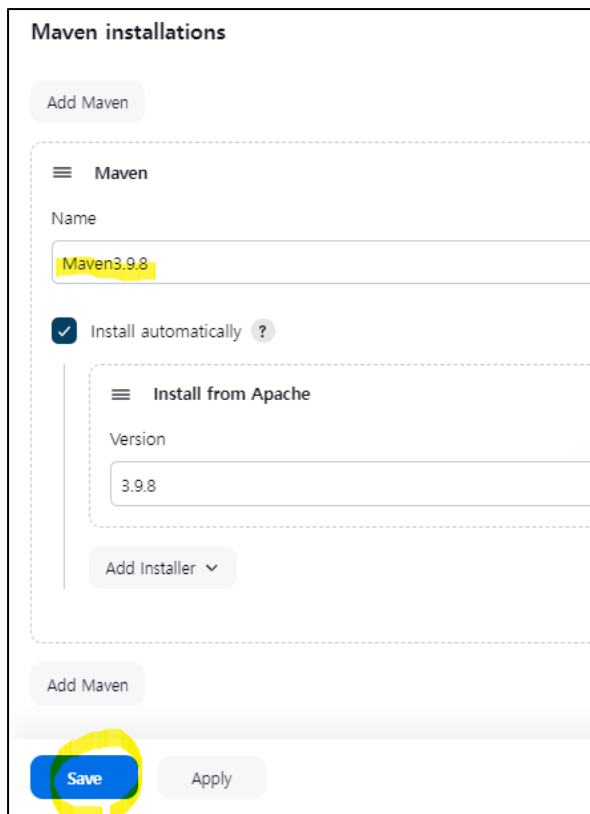 Maven installations
Add Maven
Maven
Name
Maven3.9.8
Install automatically ?
Install from Apache
Version
3.9.8
Add Installer
Add Maven
Save Apply